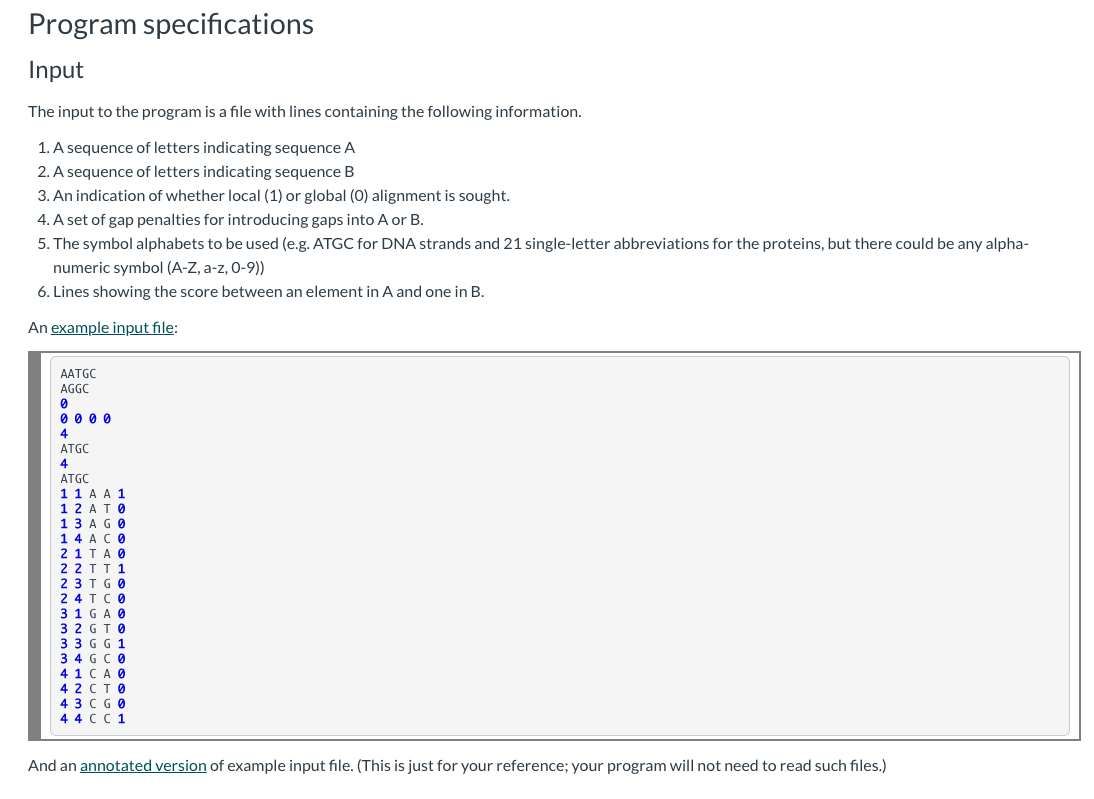 Program specifications
Input
The input to the program is a file with lines containing the following information.
1. A sequence of letters indicating sequence A
2. A sequence of letters indicating sequence B
3. An indication of whether local (1) or global (0) alignment is sought.
4. A set of gap penalties for introducing gaps into A or B.
5. The symbol alphabets to be used (e.g. ATGC for DNA strands and 21 single-letter abbreviations for the proteins, but there could be any alpha-
numeric symbol (A-Z, a-z, 0-9))
6. Lines showing the score between an element in A and one in B.
An example input file:
AATGC
AGGC
0
0 0 0 0
4
ATGC
4
ATGC
1 1 A A 1
1 2 A T 0
1 3 A G 0
1 4 A C 0
2 1 T A 0
2 2 T T 1
2 3 T G 0
2 4 T C 0
3 1 G A 0
3 2 G T 0
3 3 G G 1
3 4 G C 0
4 1 C A 0
4 2 C T 0
4 3 C G 0
4 4 C C 1
And an annotated version of example input file. (This is just for your reference; your program will not need to read such files.)